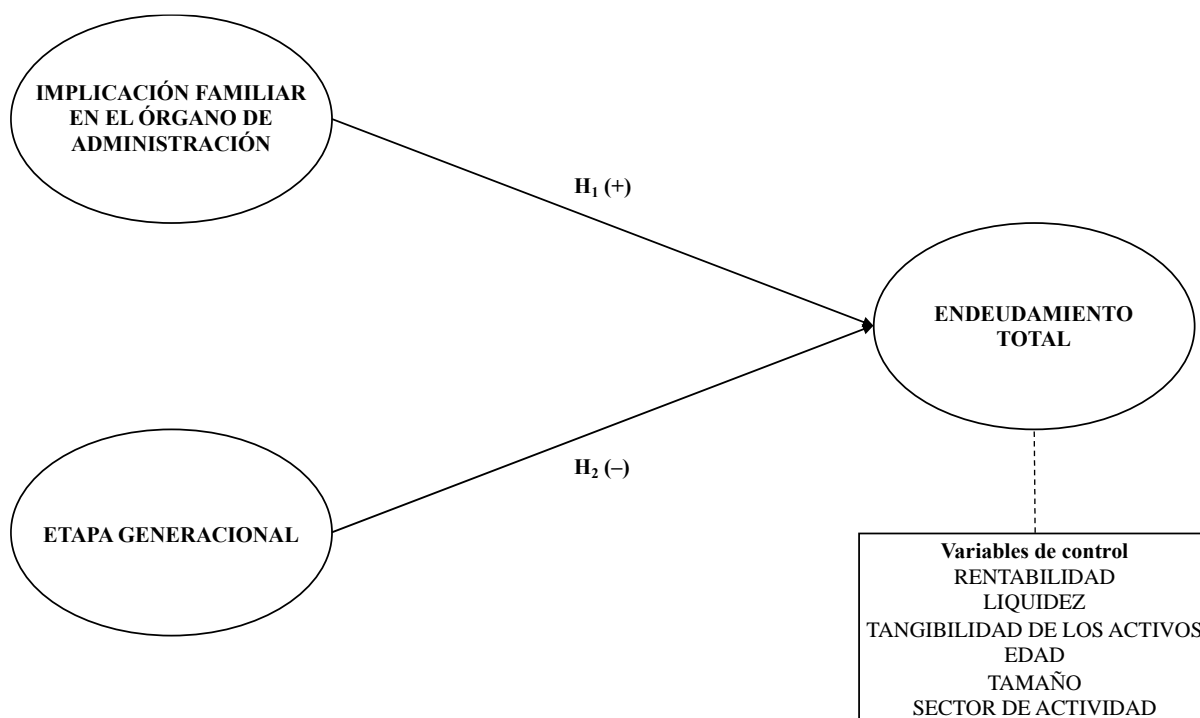 IMPLICACIÓN FAMILIAR
EN EL ÓRGANO DE
ADMINISTRACIÓN
H₁ (+)
ENDEUDAMIENTO
TOTAL
H₂ (–)
ETAPA GENERACIONAL
Variables de control
RENTABILIDAD
LIQUIDEZ
TANGIBILIDAD DE LOS ACTIVOS
EDAD
TAMAÑO
SECTOR DE ACTIVIDAD